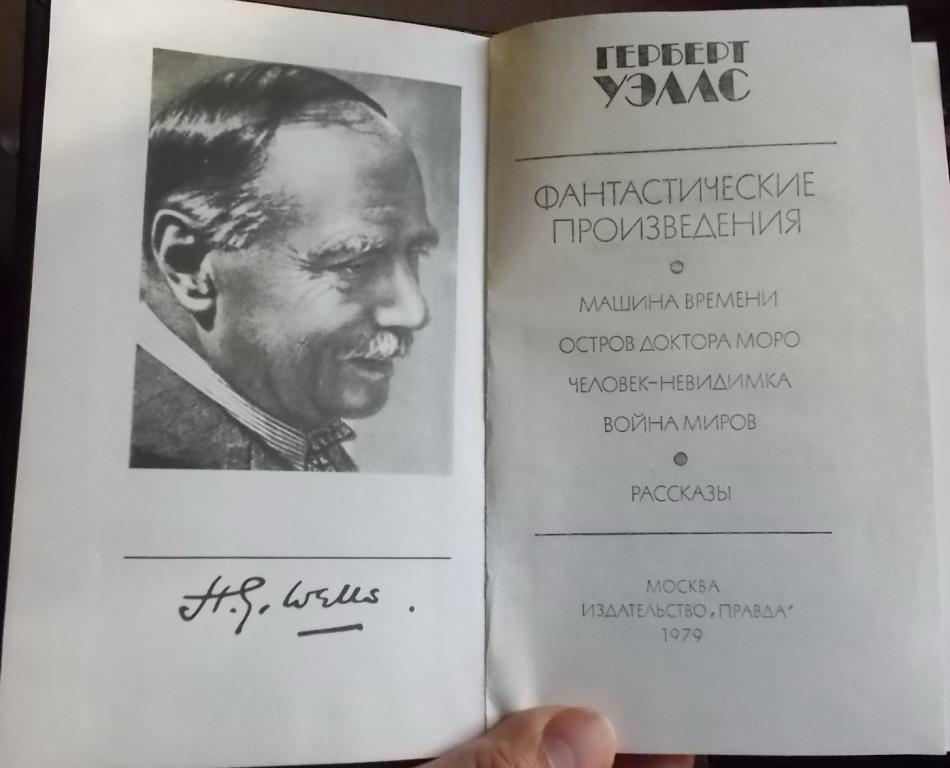 H. G. Wells.
ГЕРБЕРТ
УЭЛЛС
ФАНТАСТИЧЕСКИЕ
ПРОИЗВЕДЕНИЯ
МАШИНА ВРЕМЕНИ
ОСТРОВ ДОКТОРА МОРО
ЧЕЛОВЕК-НЕВИДИМКА
ВОЙНА МИРОВ
РАССКАЗЫ
МОСКВА
ИЗДАТЕЛЬСТВО „ПРАВДА“
1979